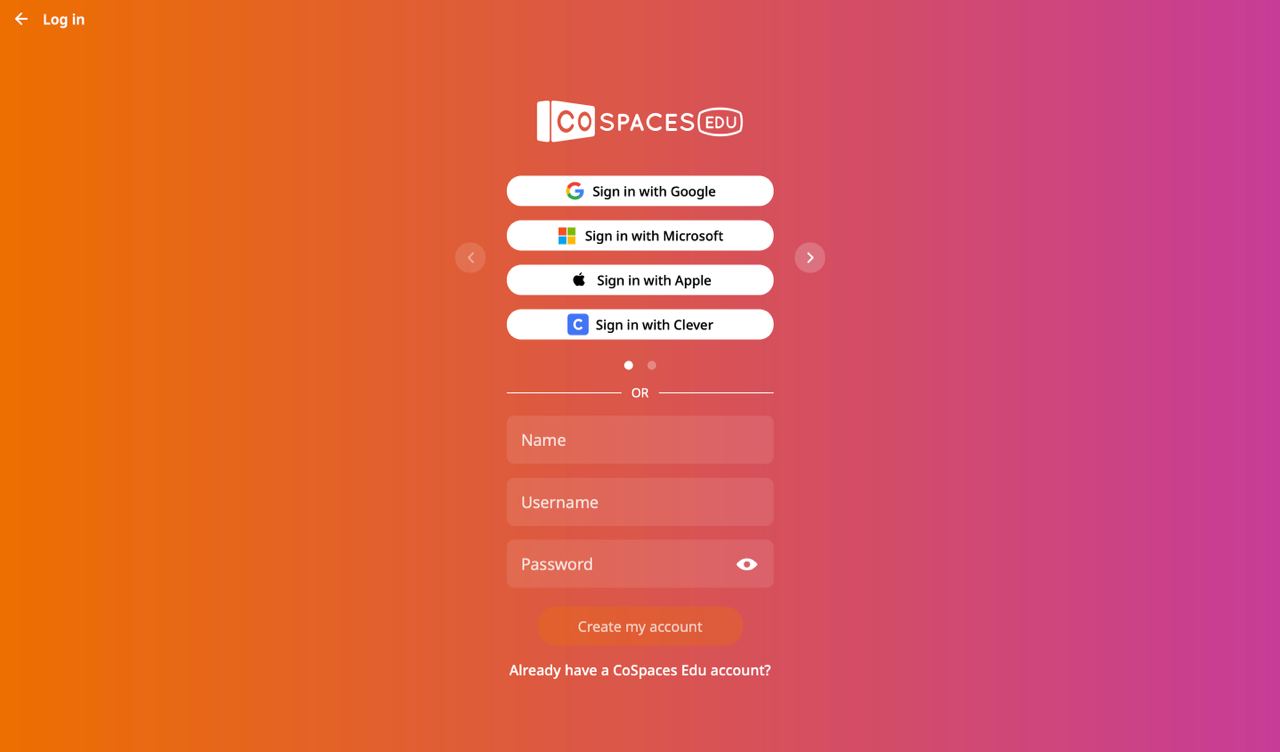 Log in
CO SPACES EDU
Sign in with Google
Sign in with Microsoft
Sign in with Apple
C Sign in with Clever
OR
Name
Username
Password
Create my account
Already have a CoSpaces Edu account?